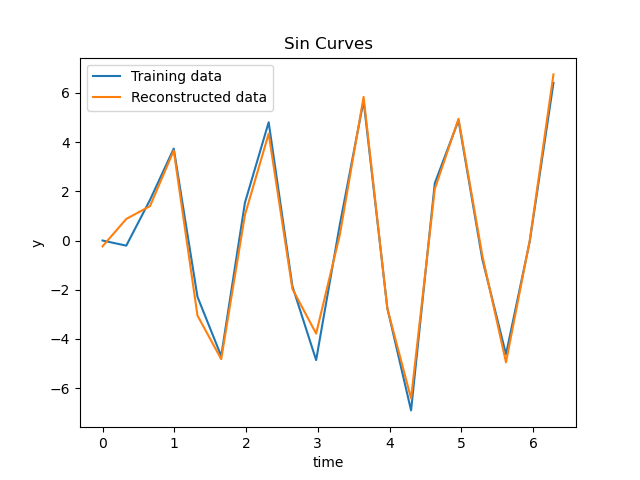 Sin Curves
Training data
Reconstructed data
6
4
2
0
−2
−4
−6
y
0 1 2 3 4 5 6
time